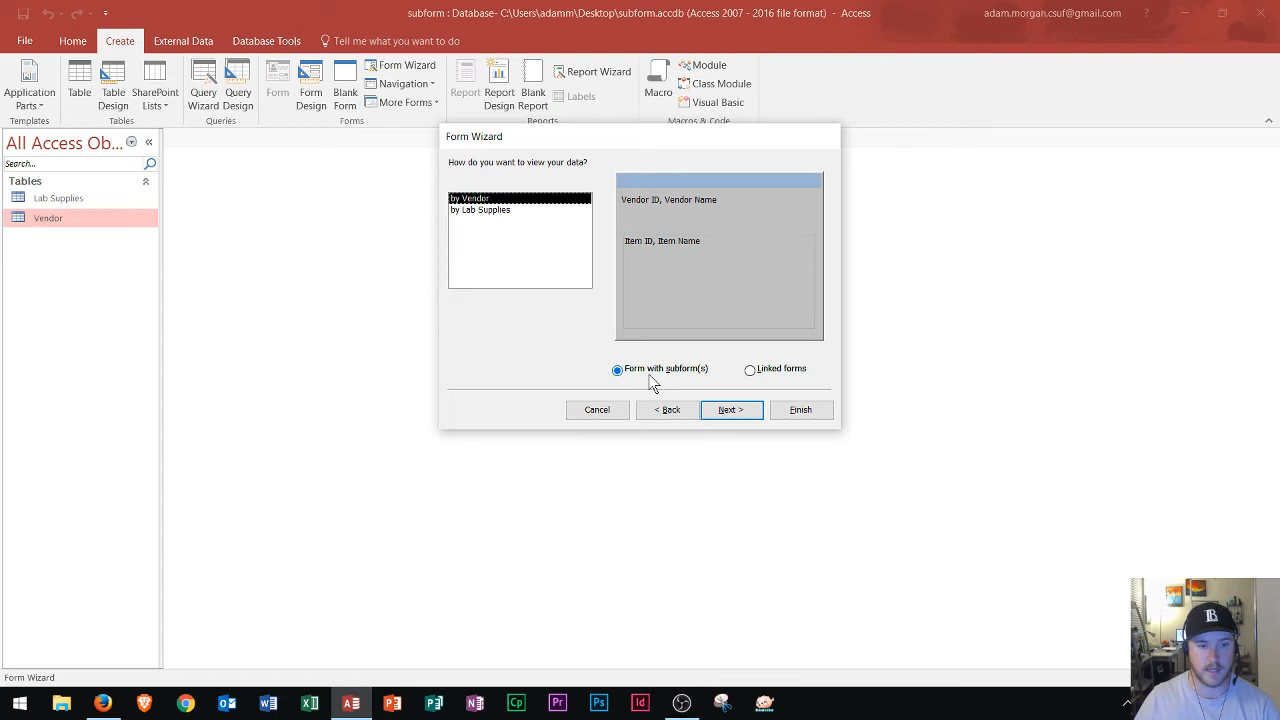 subform : Database- C:\Users\adamm\Desktop\subform.accdb (Access 2007 - 2016 file format) - Access
adam.morgan.csuf@gmail.com
File
Home
Create
External Data
Database Tools
Tell me what you want to do
Application Parts
Table
Table Design
SharePoint Lists
Query Wizard
Query Design
Form
Form Design
Blank Form
Form Wizard
Navigation
More Forms
Report
Report Design
Blank Report
Report Wizard
Labels
Macro
Module
Class Module
Visual Basic
Templates
Tables
Queries
Forms
Reports
Macros & Code
All Access Ob...
Search...
Tables
Lab Supplies
Vendor
Form Wizard
How do you want to view your data?
by Vendor
by Lab Supplies
Vendor ID, Vendor Name
Item ID, Item Name
Form with subform(s)
Linked forms
Cancel
< Back
Next >
Finish
Form Wizard
Cp
Pr
Ps
Id
B